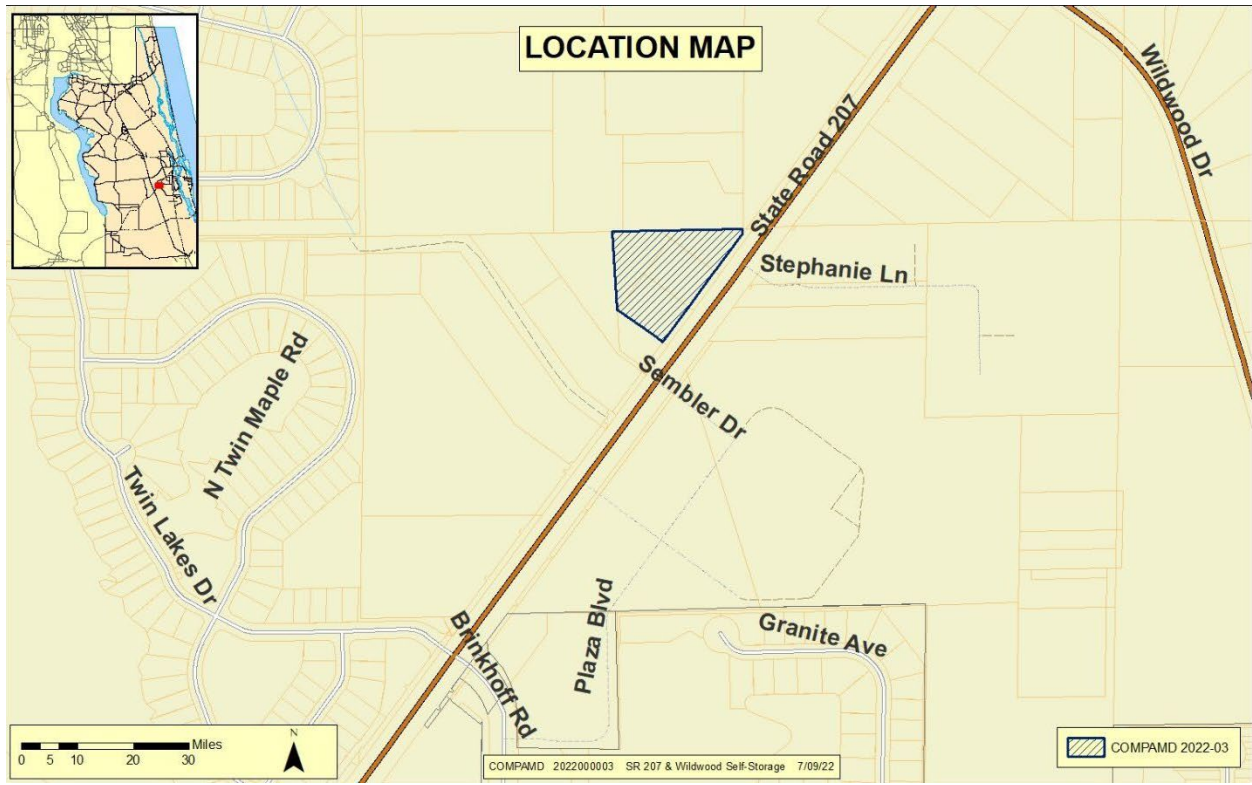 LOCATION MAP
Wildwood Dr
State Road 207
Stephanie Ln
Sembler Dr
N Twin Maple Rd
Twin Lakes Dr
Brinkhoff Rd
Plaza Blvd
Granite Ave
Miles
0 5 10 20 30
N
COMPAMD 2022000003 SR 207 & Wildwood Self-Storage 7/09/22
COMPAMD 2022-03